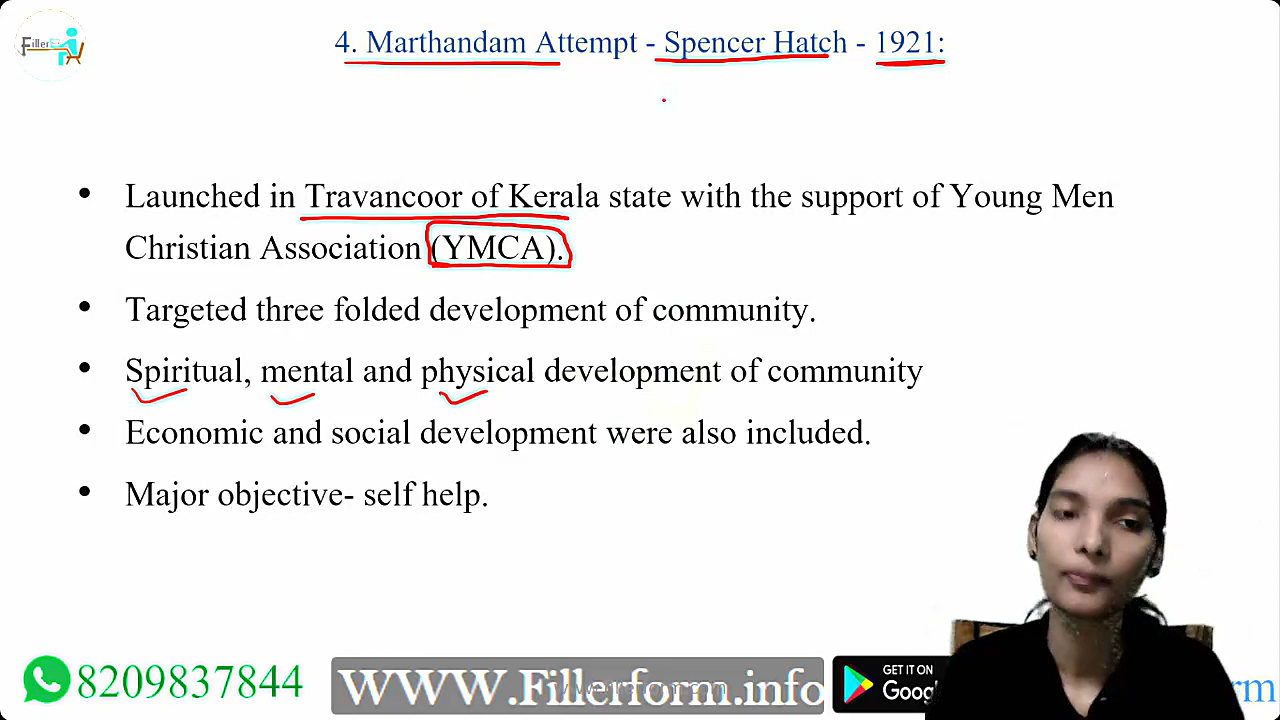 Filler
4. Marthandam Attempt - Spencer Hatch - 1921:
• Launched in Travancoor of Kerala state with the support of Young Men
Christian Association (YMCA).
• Targeted three folded development of community.
• Spiritual, mental and physical development of community
• Economic and social development were also included.
• Major objective- self help.
8209837844
www.Fillerform.info
GET IT ON